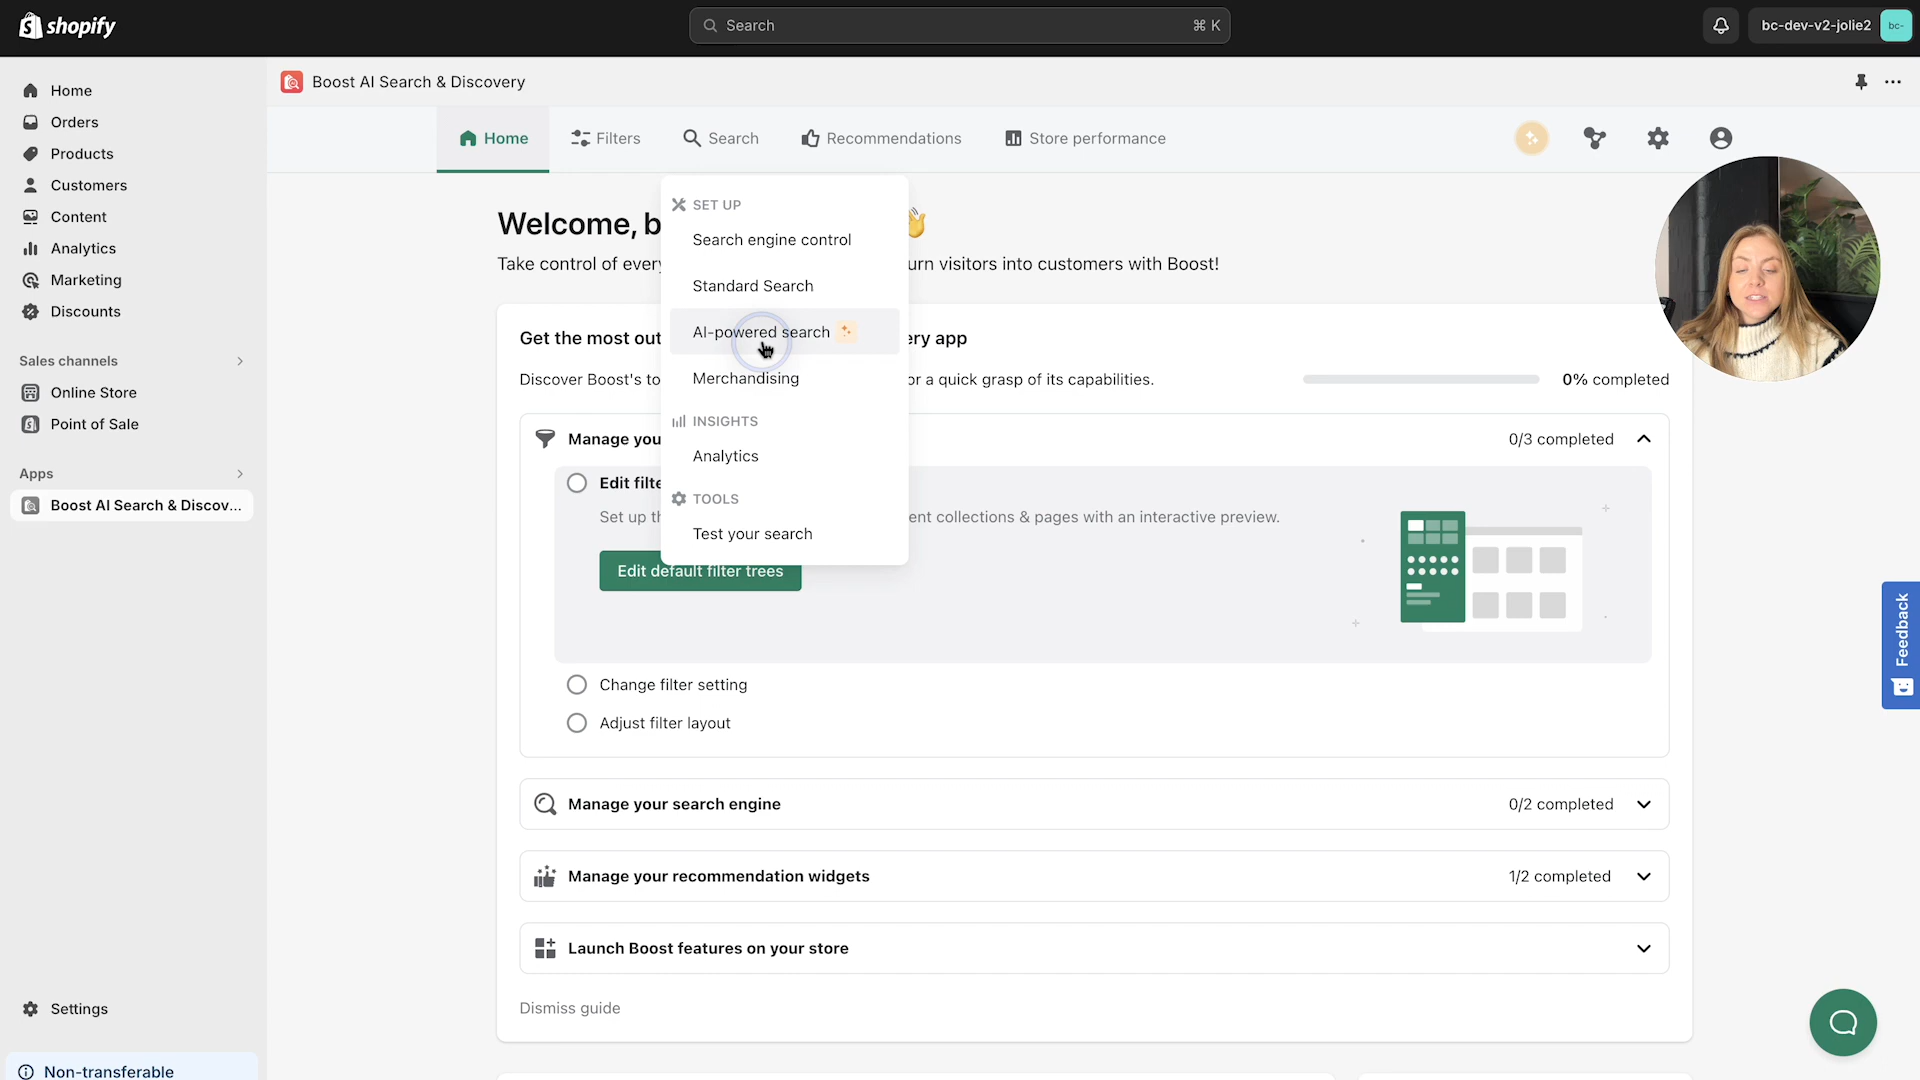 shopify
Search
⌘ K
bc-dev-v2-jolie2
bc-
Home
Orders
Products
Customers
Content
Analytics
Marketing
Discounts
Sales channels
Online Store
Point of Sale
Apps
Boost AI Search & Discov...
Settings
Non-transferable
Boost AI Search & Discovery
Home
Filters
Search
Recommendations
Store performance
SET UP
Search engine control
Standard Search
AI-powered search
Merchandising
INSIGHTS
Analytics
TOOLS
Test your search
Welcome, b
Take control of ever
urn visitors into customers with Boost!
Get the most out
ery app
Discover Boost's to
or a quick grasp of its capabilities.
0% completed
Manage you
0/3 completed
Edit filte
Set up th
ent collections & pages with an interactive preview.
Edit default filter trees
Change filter setting
Adjust filter layout
Manage your search engine
0/2 completed
Manage your recommendation widgets
1/2 completed
Launch Boost features on your store
Dismiss guide
Feedback